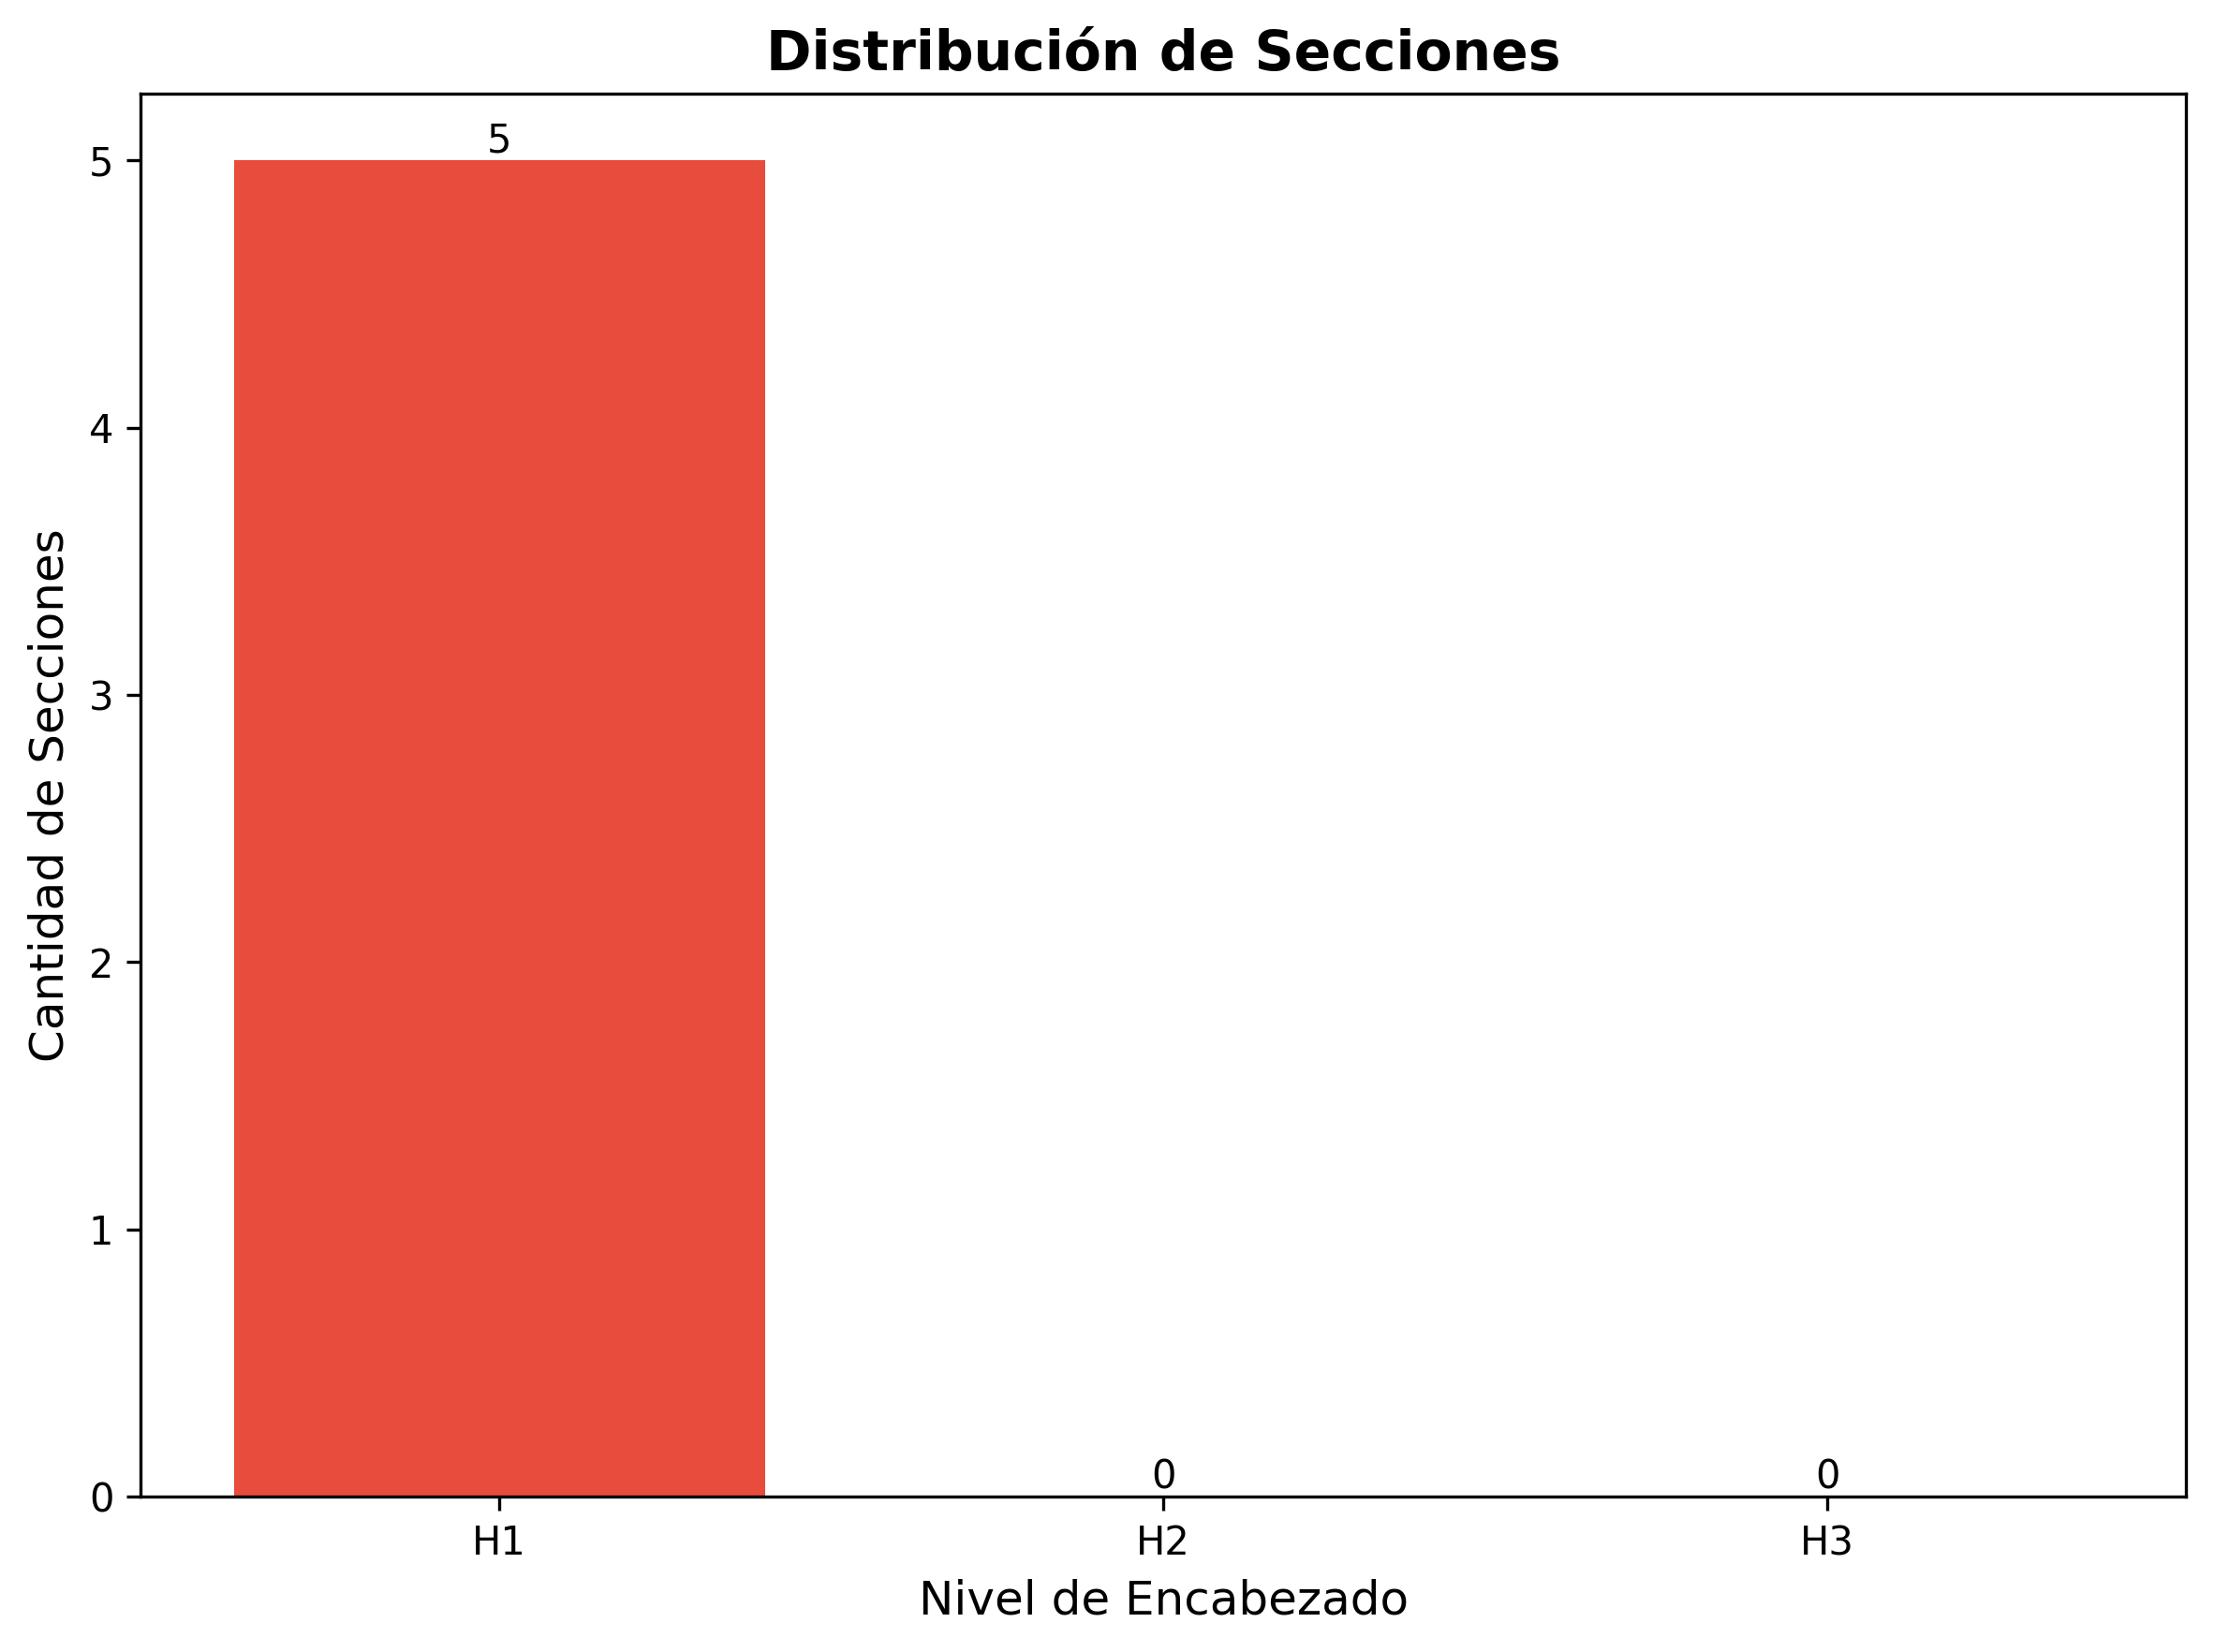 Distribución de Secciones
5
5
4
3
2
1
0
0
0
H1
H2
H3
Cantidad de Secciones
Nivel de Encabezado